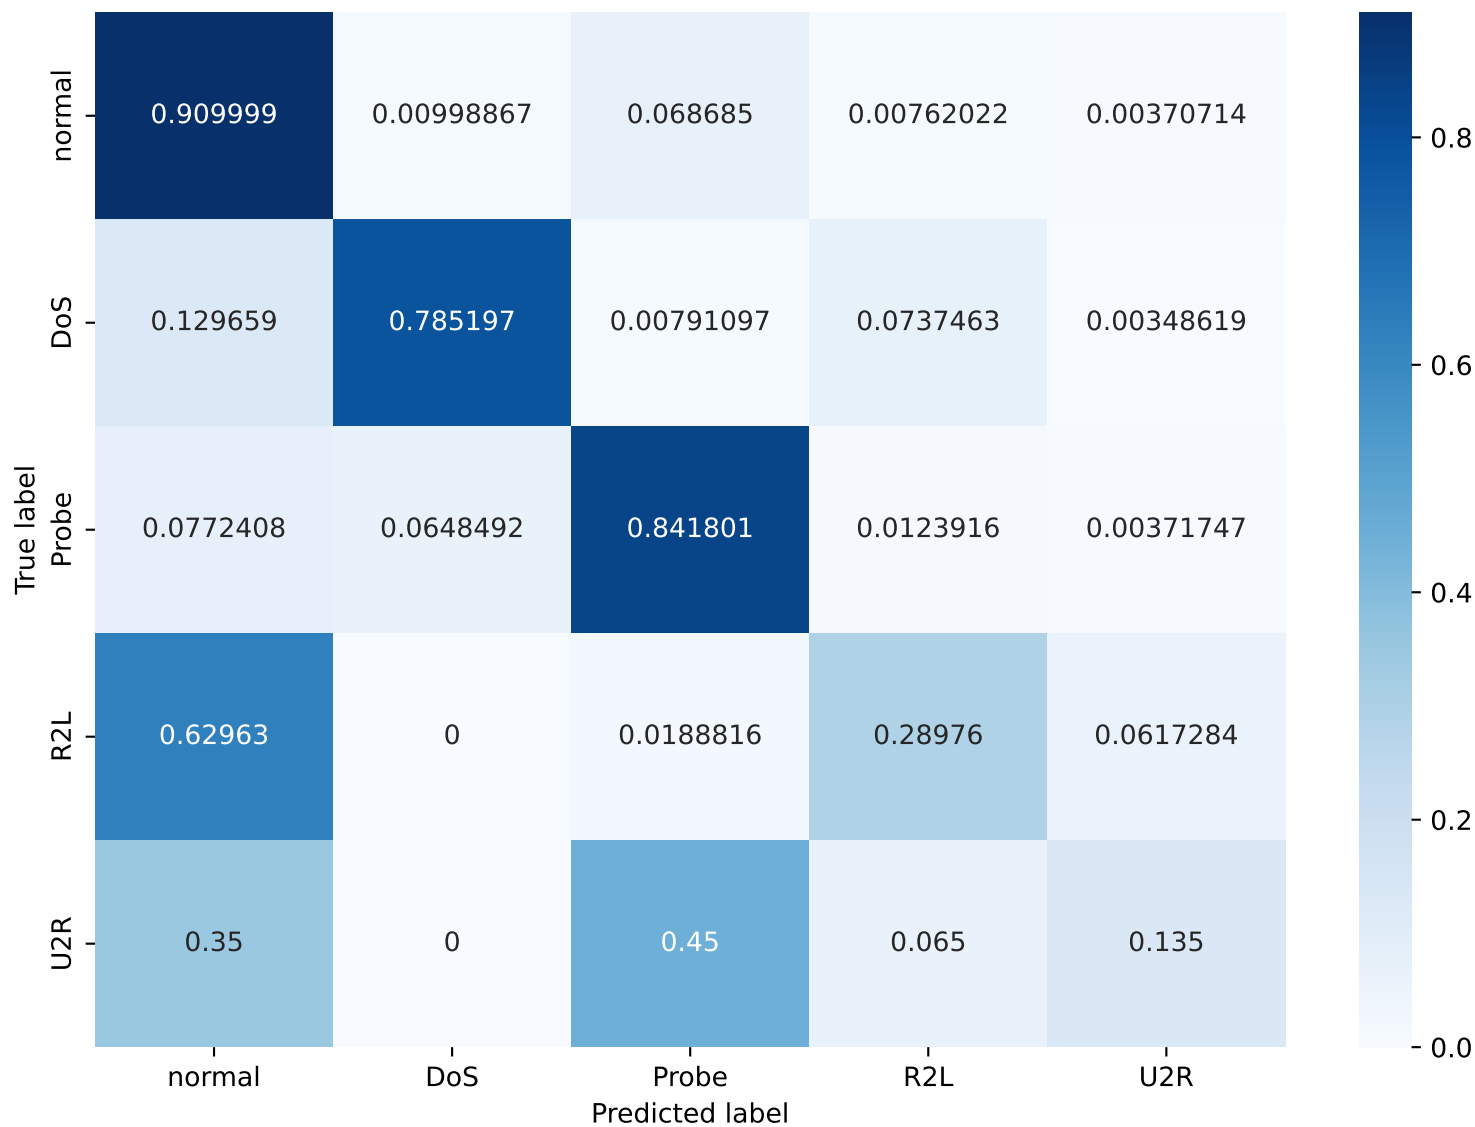 normal 0.909999 0.00998867 0.068685 0.00762022 0.00370714
DoS 0.129659 0.785197 0.00791097 0.0737463 0.00348619
Probe 0.0772408 0.0648492 0.841801 0.0123916 0.00371747
R2L 0.62963 0 0.0188816 0.28976 0.0617284
U2R 0.35 0 0.45 0.065 0.135
True label
normal DoS Probe R2L U2R
Predicted label
0.8
0.6
0.4
0.2
0.0